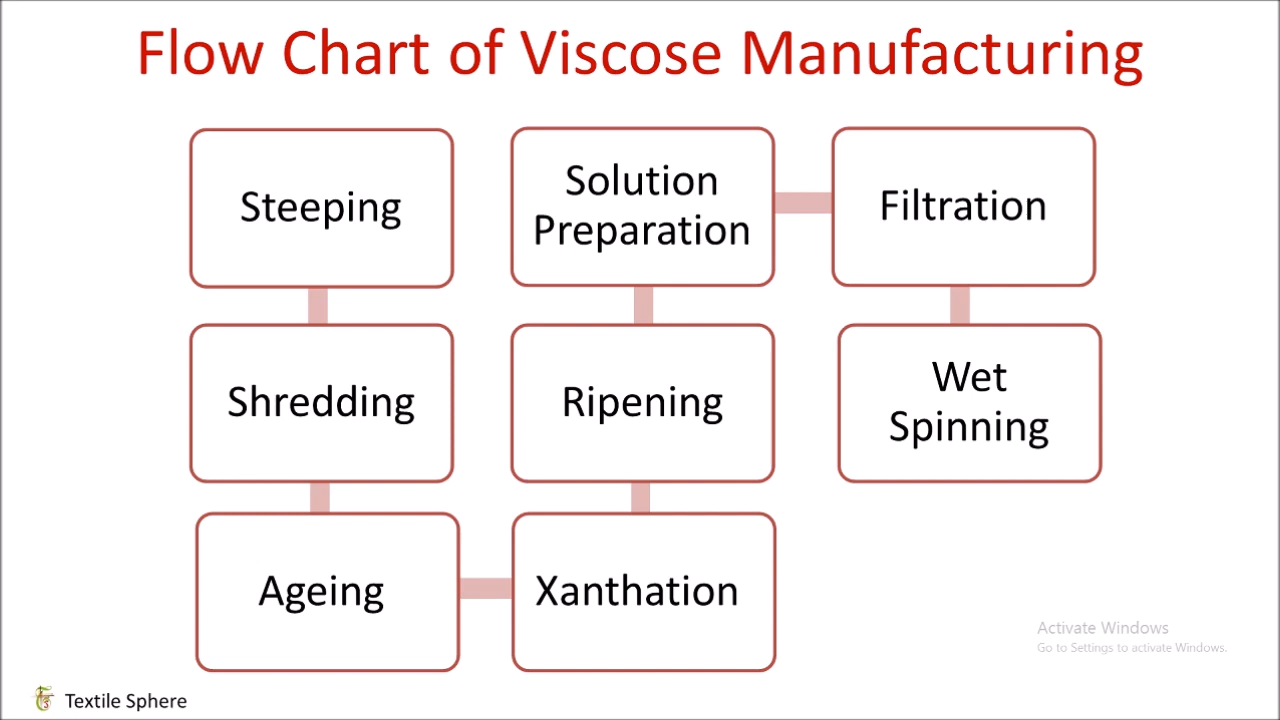 Flow Chart of Viscose Manufacturing
Steeping
Shredding
Ageing
Xanthation
Ripening
Solution
Preparation
Filtration
Wet
Spinning
Activate Windows
Go to Settings to activate Windows.
Textile Sphere